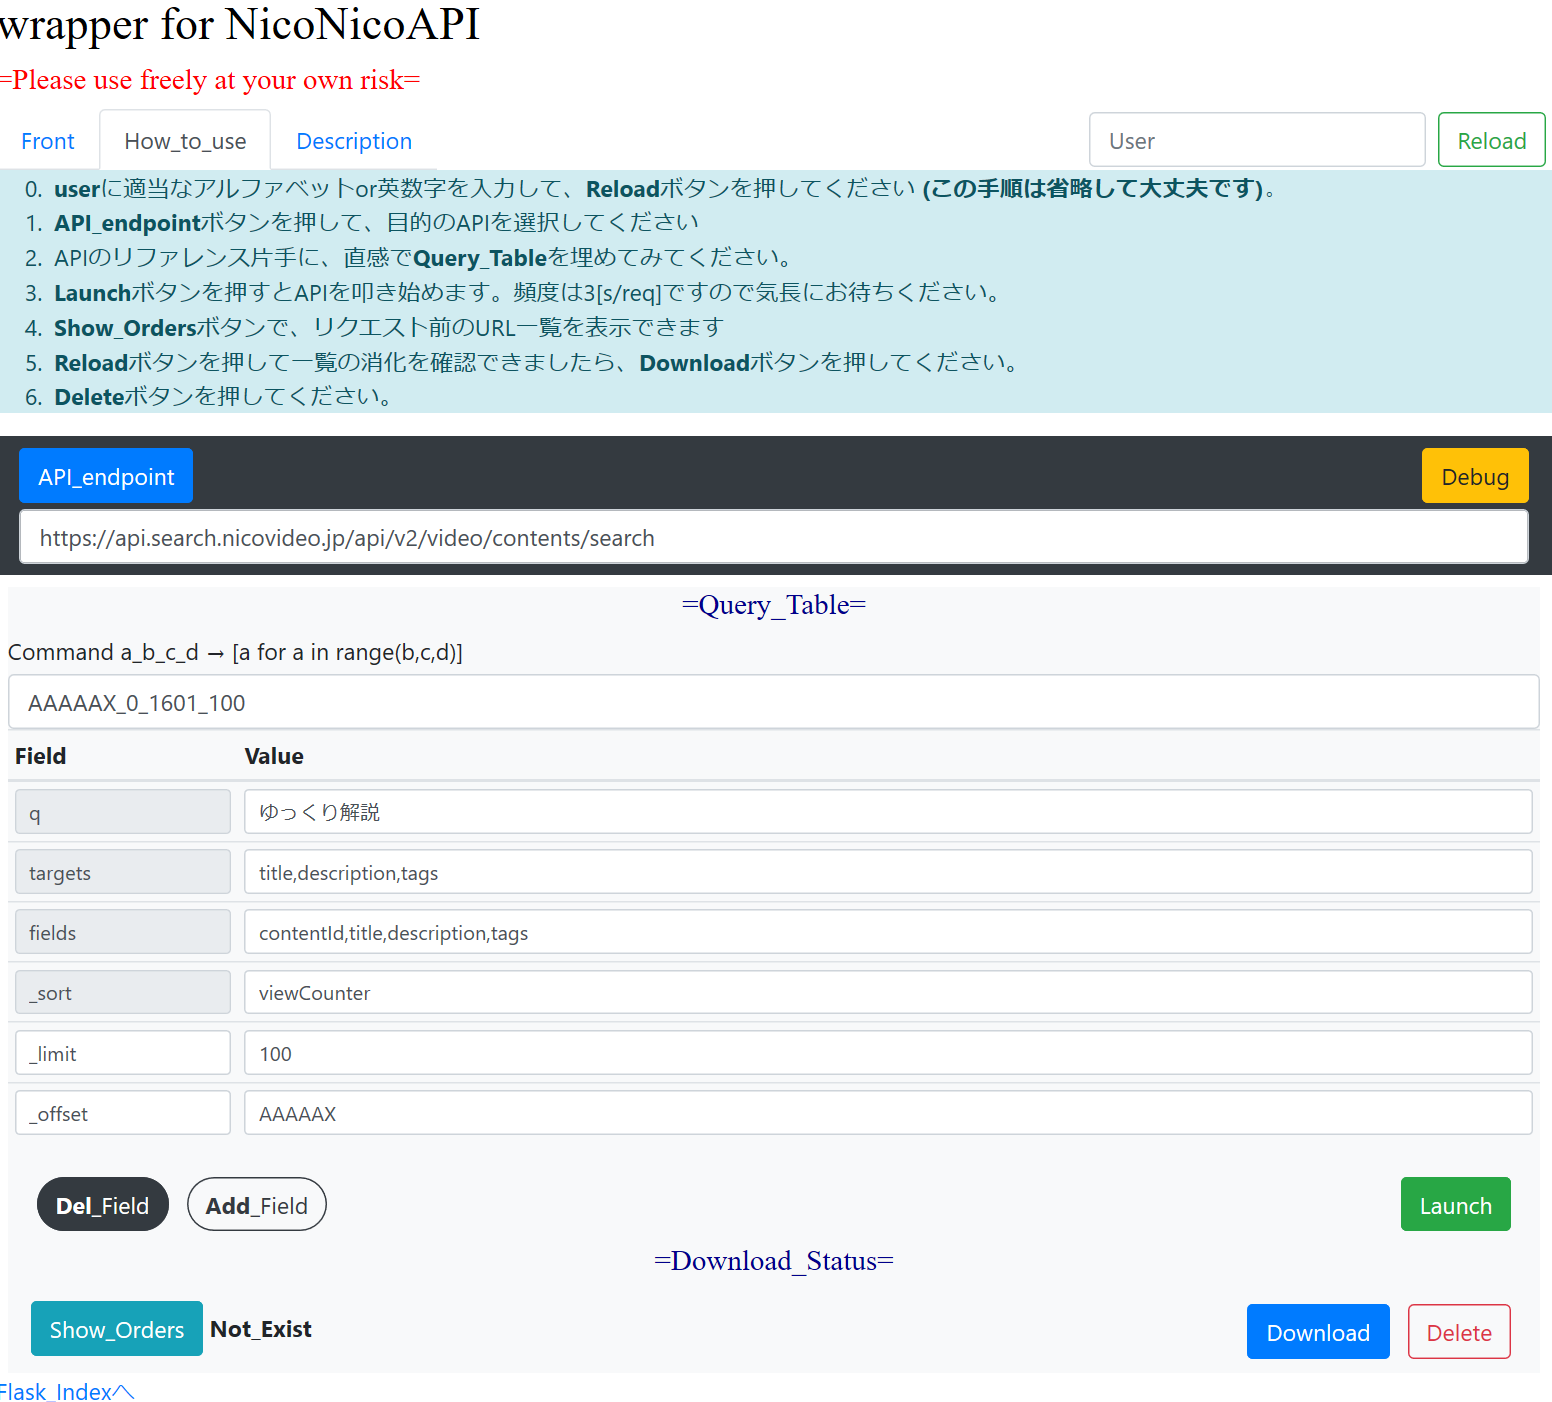 wrapper for NicoNicoAPI
=Please use freely at your own risk=
Front How_to_use Description User Reload
0. userに適当なアルファベットor英数字を入力して、Reloadボタンを押してください (この手順は省略して大丈夫です)。
1. API_endpointボタンを押して、目的のAPIを選択してください
2. APIのリファレンス片手に、直感でQuery_Tableを埋めてみてください。
3. Launchボタンを押すとAPIを叩き始めます。頻度は3[s/req]ですので気長にお待ちください。
4. Show_Ordersボタンで、リクエスト前のURL一覧を表示できます
5. Reloadボタンを押して一覧の消化を確認できましたら、Downloadボタンを押してください。
6. Deleteボタンを押してください。
API_endpoint Debug
https://api.search.nicovideo.jp/api/v2/video/contents/search
=Query_Table=
Command a_b_c_d → [a for a in range(b,c,d)]
AAAAAX_0_1601_100
Field Value
q ゆっくり解説
targets title,description,tags
fields contentId,title,description,tags
_sort viewCounter
_limit 100
_offset AAAAAX
Del_Field Add_Field Launch
=Download_Status=
Show_Orders Not_Exist Download Delete
Flask_Indexへ